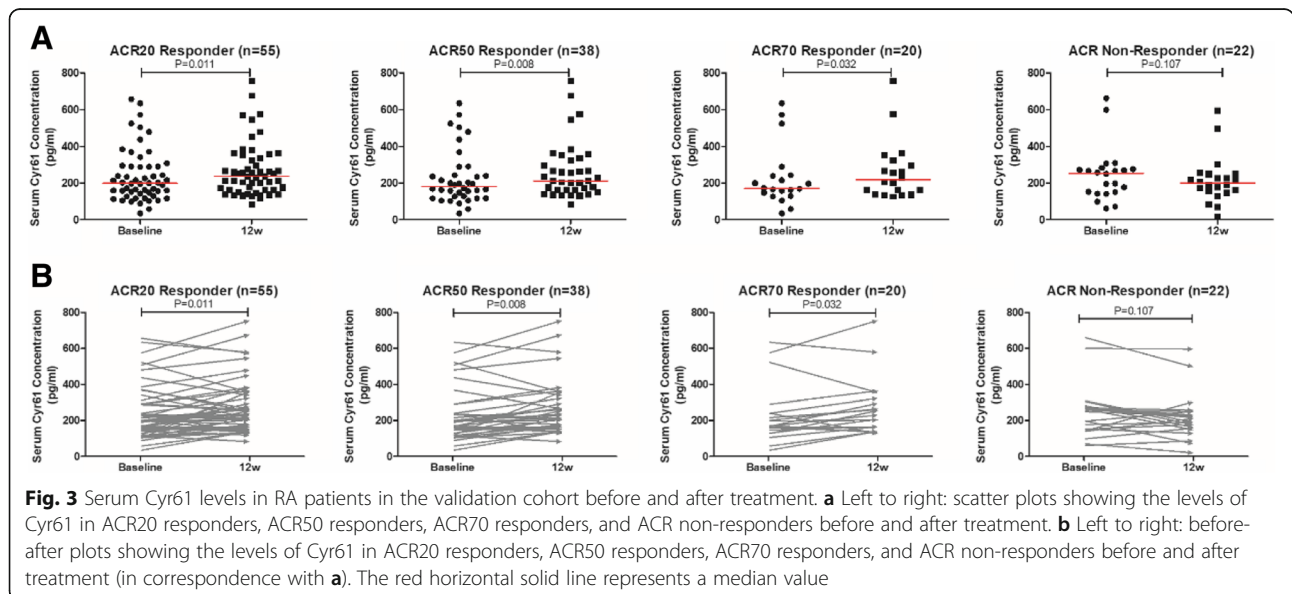 A
ACR20 Responder (n=55)
P=0.011
Serum Cyr61 Concentration
(pg/ml)
800
600
400
200
0
Baseline
12w
ACR50 Responder (n=38)
P=0.008
Serum Cyr61 Concentration
(pg/ml)
800
600
400
200
0
Baseline
12w
ACR70 Responder (n=20)
P=0.032
Serum Cyr61 Concentration
(pg/ml)
800
600
400
200
0
Baseline
12w
ACR Non-Responder (n=22)
P=0.107
Serum Cyr61 Concentration
(pg/ml)
800
600
400
200
0
Baseline
12w
B
ACR20 Responder (n=55)
P=0.011
Serum Cyr61 Concentration
(pg/ml)
800
600
400
200
0
Baseline
12w
ACR50 Responder (n=38)
P=0.008
Serum Cyr61 Concentration
(pg/ml)
800
600
400
200
0
Baseline
12w
ACR70 Responder (n=20)
P=0.032
Serum Cyr61 Concentration
(pg/ml)
800
600
400
200
0
Baseline
12w
ACR Non-Responder (n=22)
P=0.107
Serum Cyr61 Concentration
(pg/ml)
800
600
400
200
0
Baseline
12w
Fig. 3 Serum Cyr61 levels in RA patients in the validation cohort before and after treatment. a Left to right: scatter plots showing the levels of
Cyr61 in ACR20 responders, ACR50 responders, ACR70 responders, and ACR non-responders before and after treatment. b Left to right: before-
after plots showing the levels of Cyr61 in ACR20 responders, ACR50 responders, ACR70 responders, and ACR non-responders before and after
treatment (in correspondence with a). The red horizontal solid line represents a median value